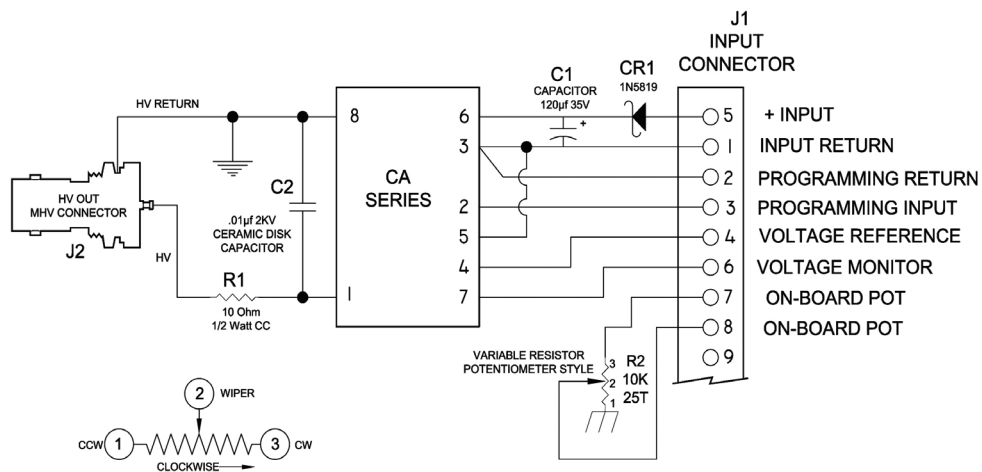 J1
INPUT
CONNECTOR
C1
CAPACITOR
120µf 35V
+
CR1
1N5819
HV RETURN
8
6
5
+ INPUT
3
1
INPUT RETURN
2
PROGRAMMING RETURN
CA
SERIES
HV OUT
MHV CONNECTOR
J2
C2
.01µf 2KV
CERAMIC DISK
CAPACITOR
2
3
PROGRAMMING INPUT
5
4
VOLTAGE REFERENCE
HV
4
6
VOLTAGE MONITOR
R1
10 Ohm
1/2 Watt CC
1
7
7
ON-BOARD POT
8
ON-BOARD POT
9
VARIABLE RESISTOR
POTENTIOMETER STYLE
3
2
1
R2
10K
25T
2
WIPER
CCW
1
3
CW
CLOCKWISE